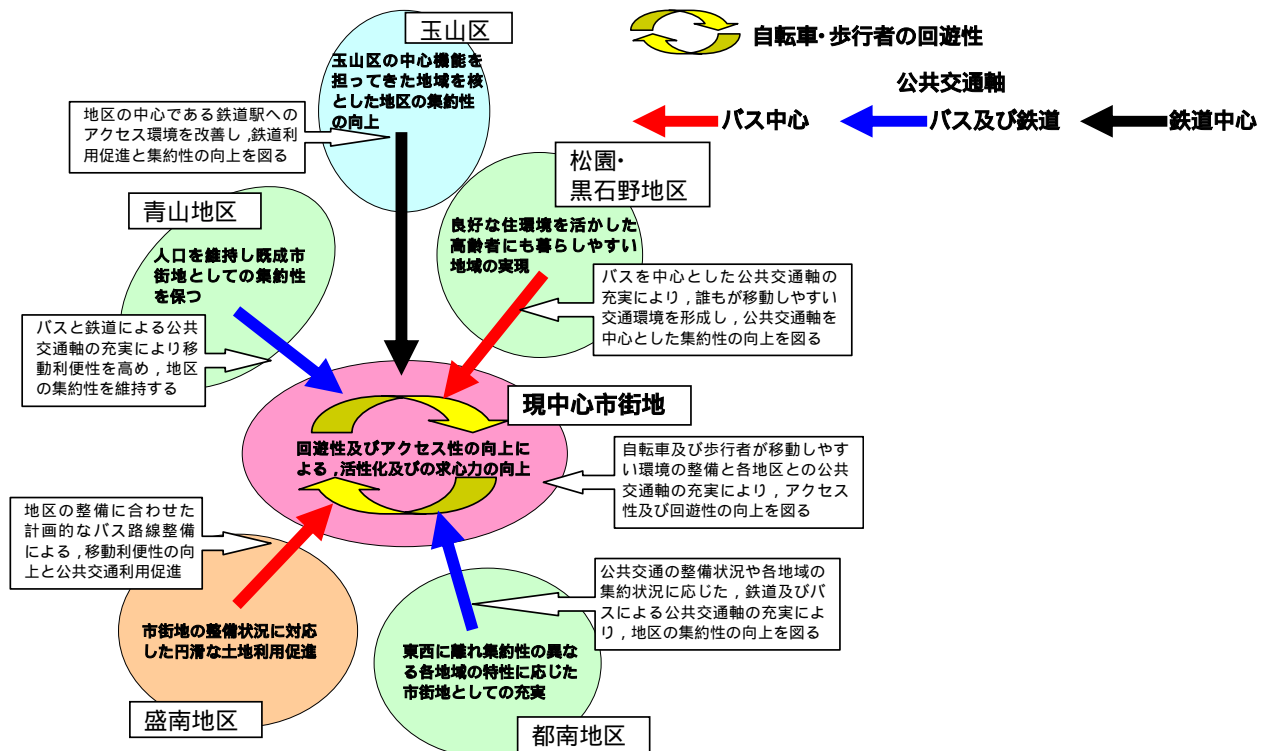 玉山区
玉山区の中心機能を
担ってきた地域を核
とした地区の集約性
の向上
自転車・歩行者の回遊性
公共交通軸
バス中心
バス及び鉄道
鉄道中心
地区の中心である鉄道駅への
アクセス環境を改善し,鉄道利
用促進と集約性の向上を図る
松園・
黒石野地区
良好な住環境を活かした
高齢者にも暮らしやすい
地域の実現
青山地区
人口を維持し既成市
街地としての集約性
を保つ
バスを中心とした公共交通軸の
充実により,誰もが移動しやすい
交通環境を形成し,公共交通軸を
中心とした集約性の向上を図る
バスと鉄道による公共
交通軸の充実により移
動利便性を高め,地区
の集約性を維持する
現中心市街地
回遊性及びアクセス性の向上に
よる,活性化及びの求心力の向上
自転車及び歩行者が移動しやす
い環境の整備と各地区との公共
交通軸の充実により,アクセス
性及び回遊性の向上を図る
地区の整備に合わせた
計画的なバス路線整備
による,移動利便性の向
上と公共交通利用促進
公共交通の整備状況や各地域の
集約状況に応じた,鉄道及びバ
スによる公共交通軸の充実によ
り,地区の集約性の向上を図る
市街地の整備状況に対応
した円滑な土地利用促進
盛南地区
東西に離れ集約性の異な
る各地域の特性に応じた
市街地としての充実
都南地区